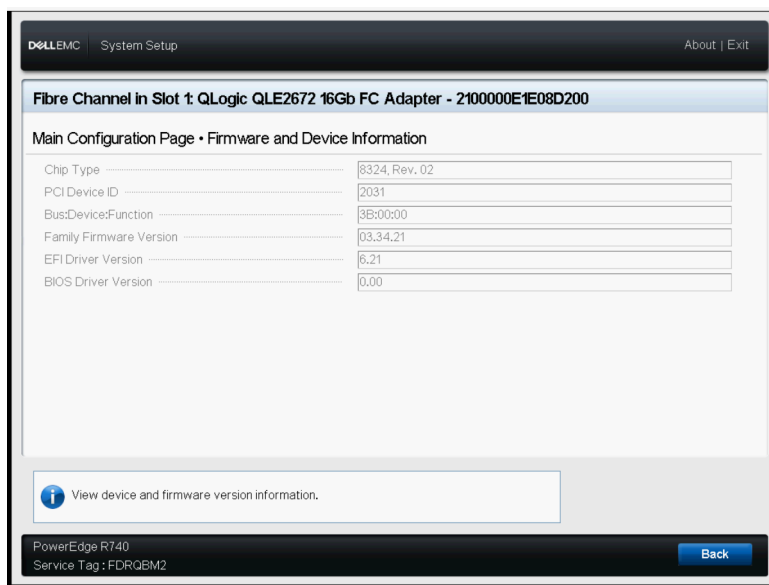 DELLEMC System Setup About | Exit
Fibre Channel in Slot 1: QLogic QLE2672 16Gb FC Adapter - 2100000E1E08D200
Main Configuration Page • Firmware and Device Information
Chip Type 8324, Rev. 02
PCI Device ID 2031
Bus:Device:Function 3B:00:00
Family Firmware Version 03.34.21
EFI Driver Version 6.21
BIOS Driver Version 0.00
View device and firmware version information.
PowerEdge R740
Service Tag : FDRQBM2
Back